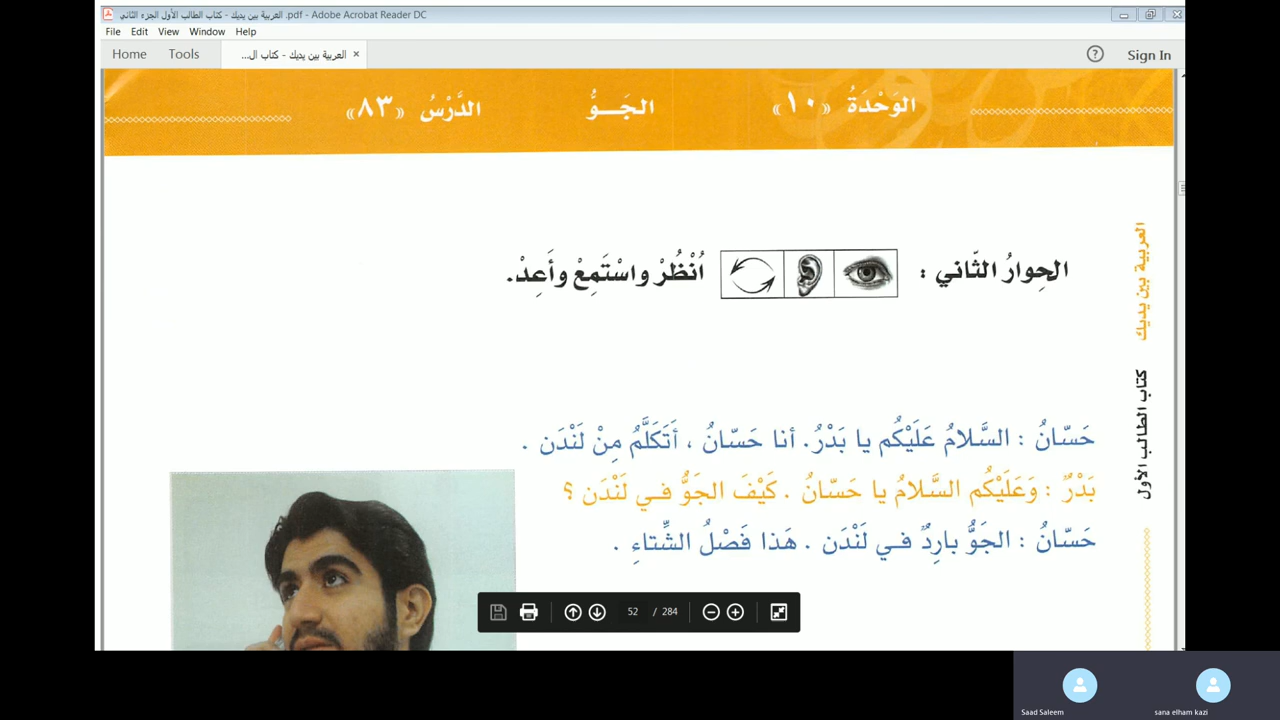 العربية بين يديك - كتاب الطالب الأول الجزء الثاني .pdf - Adobe Acrobat Reader DC
File Edit View Window Help
Home Tools العربية بين يديك - كتاب ال... × ? Sign In
الوَحْدَةُ «١٠» الجَـوُّ الدَّرْسُ «٨٣»
العربية بين يديك
كتاب الطالب الأول
الحِوارُ الثّاني : اُنْظُرْ واسْتَمِعْ وأَعِدْ.
حَسّانُ : السَّلامُ عَلَيْكُم يا بَدْرُ. أنا حَسّانُ ، أَتَكَلَّمُ مِنْ لَنْدَن .
بَدْرٌ : وَعَلَيْكُم السَّلامُ يا حَسّانُ . كَيْفَ الجَوُّ فـي لَنْدَن ؟
حَسّانُ : الجَوُّ بارِدٌ فـي لَنْدَن . هَذا فَصْلُ الشِّتاءِ .
52 / 284
Saad Saleem
sana elham kazi